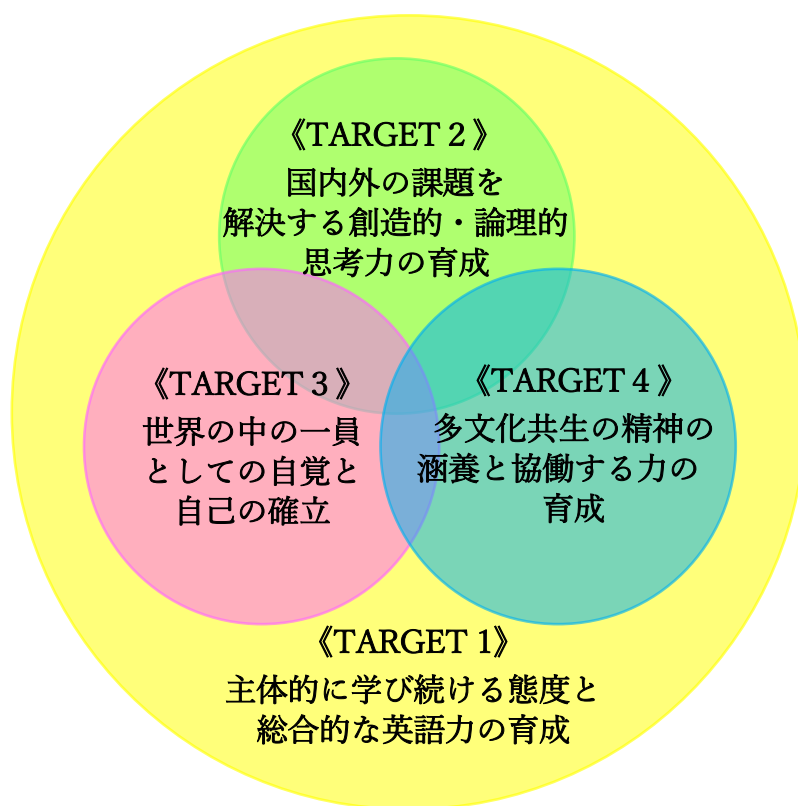 《TARGET 2》
国内外の課題を
解決する創造的・論理的
思考力の育成
《TARGET 3》
世界の中の一員
としての自覚と
自己の確立
《TARGET 4》
多文化共生の精神の
涵養と協働する力の
育成
《TARGET 1》
主体的に学び続ける態度と
総合的な英語力の育成